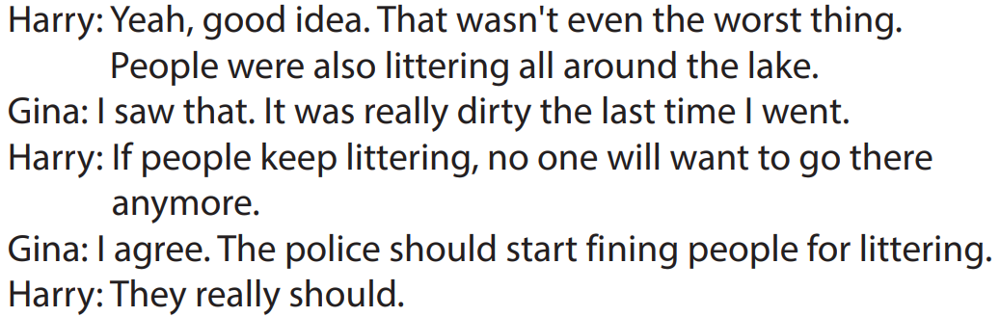 Harry: Yeah, good idea. That wasn't even the worst thing.
People were also littering all around the lake.
Gina: I saw that. It was really dirty the last time I went.
Harry: If people keep littering, no one will want to go there
anymore.
Gina: I agree. The police should start fining people for littering.
Harry: They really should.